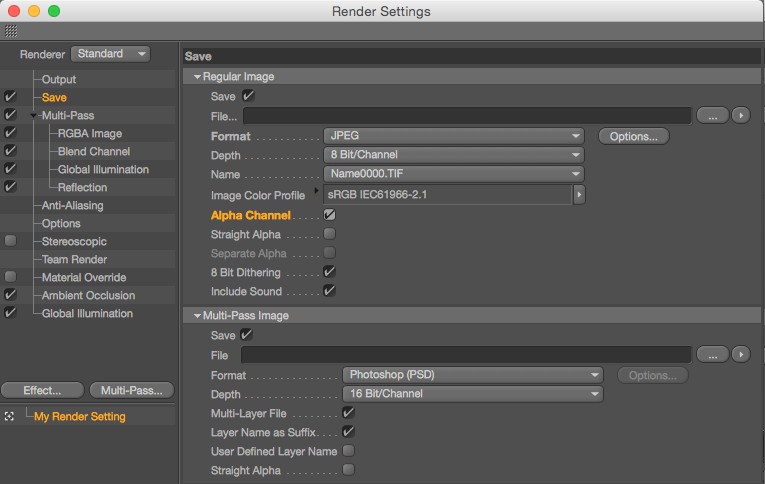 Render Settings
Renderer Standard
Output
Save
Multi-Pass
RGBA Image
Blend Channel
Global Illumination
Reflection
Anti-Aliasing
Options
Stereoscopic
Team Render
Material Override
Ambient Occlusion
Global Illumination
Effect... Multi-Pass...
My Render Setting
Save
Regular Image
Save
File... ...
Format JPEG Options...
Depth 8 Bit/Channel
Name Name0000.TIF
Image Color Profile sRGB IEC61966-2.1
Alpha Channel
Straight Alpha
Separate Alpha
8 Bit Dithering
Include Sound
Multi-Pass Image
Save
File ...
Format Photoshop (PSD) Options...
Depth 16 Bit/Channel
Multi-Layer File
Layer Name as Suffix
User Defined Layer Name
Straight Alpha